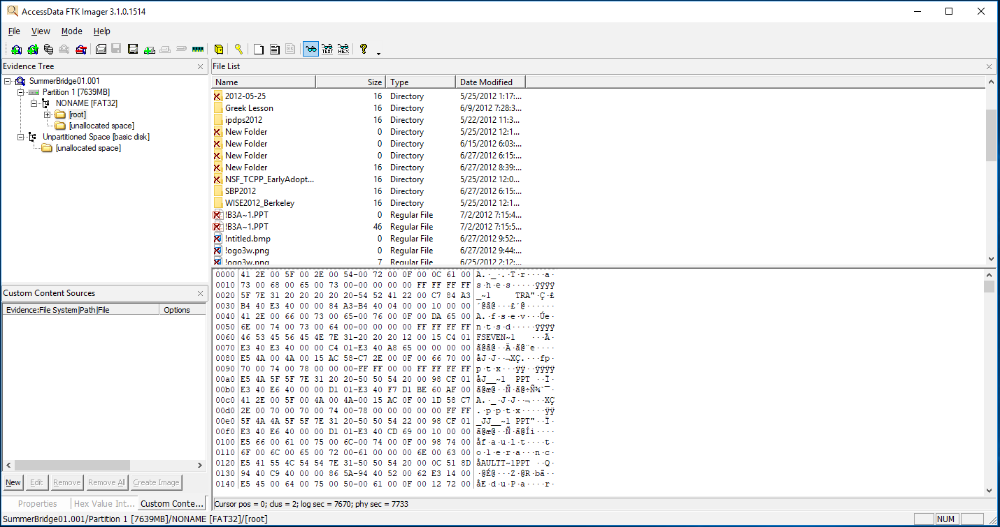 AccessData FTK Imager 3.1.0.1514
File View Mode Help
Evidence Tree
SummerBridge01.001
Partition 1 [7639MB]
NONAME [FAT32]
[root]
[unallocated space]
Unpartitioned Space [basic disk]
[unallocated space]
File List
Name Size Type Date Modified
2012-05-25 16 Directory 5/25/2012 1:17:...
Greek Lesson 16 Directory 6/9/2012 7:28:3...
ipdps2012 16 Directory 5/22/2012 11:3...
New Folder 0 Directory 5/25/2012 12:1...
New Folder 0 Directory 6/15/2012 6:03:...
New Folder 0 Directory 6/27/2012 6:15:...
New Folder 16 Directory 6/27/2012 8:39:...
NSF_TCPP_EarlyAdopt... 16 Directory 5/25/2012 12:0...
SBP2012 16 Directory 6/27/2012 6:15:...
WISE2012_Berkeley 16 Directory 5/25/2012 12:1...
!B3A~1.PPT 0 Regular File 7/2/2012 7:15:4...
!B3A~1.PPT 46 Regular File 7/2/2012 7:15:5...
!ntitled.bmp 0 Regular File 6/27/2012 9:52:...
!ogo3w.png 0 Regular File 6/27/2012 9:44:...
!ogo3w.png 7 Regular File 6/25/2012 2:12:...
Custom Content Sources
Evidence:File System|Path|File Options
New Edit Remove Remove All Create Image
Properties Hex Value Int... Custom Conte...
0000 41 2E 00 5F 00 2E 00 54-00 72 00 0F 00 0C 61 00 A.·_·.·T·r····a·
0010 73 00 68 00 65 00 73 00-00 00 00 00 FF FF FF FF s·h·e·s·····ÿÿÿÿ
0020 5F 7E 31 20 20 20 20 20-54 52 41 22 00 C7 84 A3 _~1     TRA"·Ç·£
0030 B4 40 E3 40 00 00 84 A3-B4 40 04 00 00 10 00 00 ´@ã@···£´@······
0040 41 2E 00 66 00 73 00 65-00 76 00 0F 00 DA 65 00 A.·f·s·e·v···Úe·
0050 6E 00 74 00 73 00 64 00-00 00 00 00 FF FF FF FF n·t·s·d·····ÿÿÿÿ
0060 46 53 45 56 45 4E 7E 31-20 20 20 12 00 15 C4 01 FSEVEN~1   ···Ä·
0070 E3 40 E3 40 00 00 C4 01-E3 40 A8 65 00 00 00 00 ã@ã@··Ä·ã@¨e····
0080 E5 4A 00 4A 00 15 AC 58-C7 2E 00 0F 00 66 70 00 åJ·J··¬XÇ.···fp·
0090 70 00 74 00 78 00 00 00-FF FF 00 00 FF FF FF FF p·t·x···ÿÿ··ÿÿÿÿ
00a0 E5 4A 5F 5F 7E 31 20 20-50 50 54 20 00 98 CF 01 åJ__~1  PPT ··Ï·
00b0 E3 40 E6 40 00 00 D1 01-E3 40 F7 D1 BE 60 AF 00 ã@æ@··Ñ·ã@÷Ñ¾`¯·
00c0 41 2E 00 5F 00 4A 00 4A-00 15 AC 0F 00 1D 58 C7 A.·_·J·J··¬···XÇ
00d0 2E 00 70 00 70 00 74 00-78 00 00 00 00 00 FF FF .·p·p·t·x·····ÿÿ
00e0 5F 4A 4A 5F 5F 7E 31 20-50 50 54 22 00 98 CF 01 _JJ__~1 PPT"··Ï·
00f0 E3 40 E6 40 00 00 D1 01-E3 40 CD 69 00 10 00 00 ã@æ@··Ñ·ã@Íi····
0100 E5 66 00 61 00 75 00 6C-00 74 00 0F 00 98 74 00 åf·a·u·l·t····t·
0110 6F 00 6C 00 65 00 72 00-61 00 00 00 6E 00 63 00 o·l·e·r·a···n·c·
0120 E5 41 55 4C 54 54 7E 31-50 50 54 20 00 0C 51 8D åAULTT~1PPT ··Q·
0130 94 40 C9 40 00 00 86 5A-94 40 52 00 62 E3 14 00 ·@É@···Z·@R·bã··
0140 E5 45 00 64 00 75 00 50-00 61 00 0F 00 12 72 00 åE·d·u·P·a····r·
Cursor pos = 0; clus = 2; log sec = 7670; phy sec = 7733
SummerBridge01.001/Partition 1 [7639MB]/NONAME [FAT32]/[root] NUM